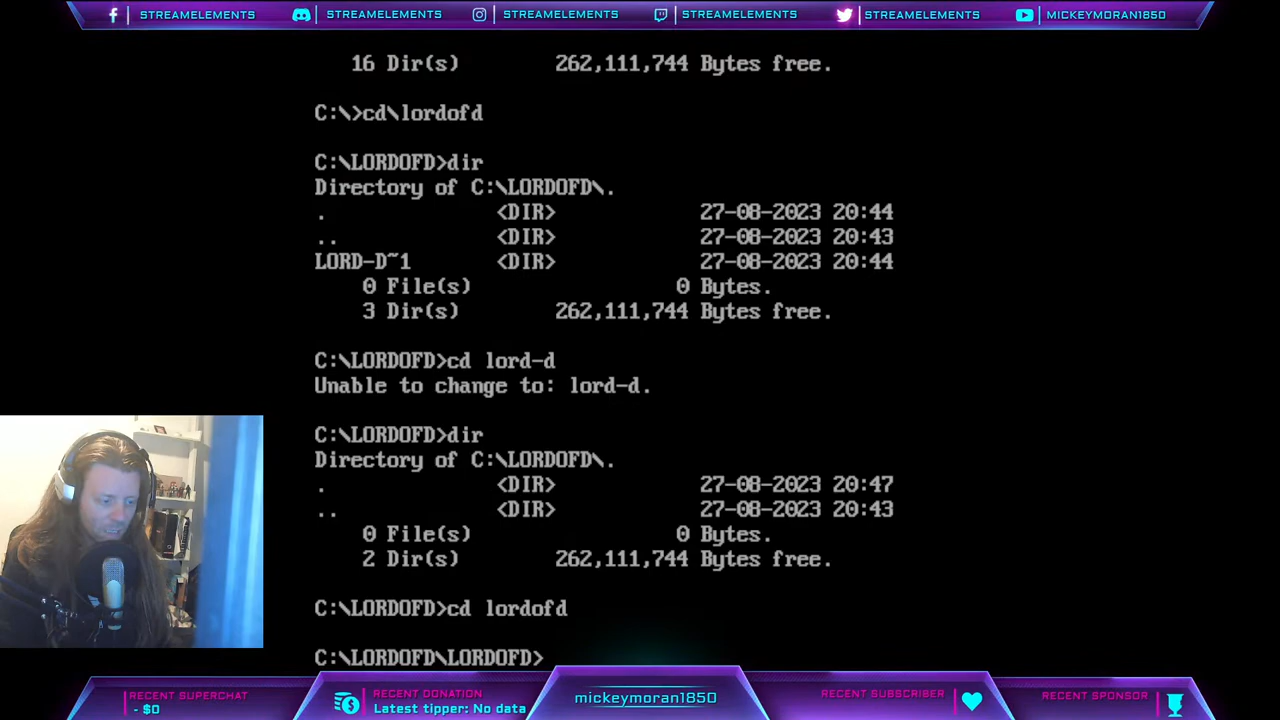 STREAMELEMENTS STREAMELEMENTS STREAMELEMENTS STREAMELEMENTS STREAMELEMENTS MICKEYMORAN1850
16 Dir(s) 262,111,744 Bytes free.
C:\>cd\lordofd
C:\LORDOFD>dir
Directory of C:\LORDOFD\.
. <DIR> 27-08-2023 20:44
.. <DIR> 27-08-2023 20:43
LORD-D~1 <DIR> 27-08-2023 20:44
0 File(s) 0 Bytes.
3 Dir(s) 262,111,744 Bytes free.
C:\LORDOFD>cd lord-d
Unable to change to: lord-d.
C:\LORDOFD>dir
Directory of C:\LORDOFD\.
. <DIR> 27-08-2023 20:47
.. <DIR> 27-08-2023 20:43
0 File(s) 0 Bytes.
2 Dir(s) 262,111,744 Bytes free.
C:\LORDOFD>cd lordofd
C:\LORDOFD\LORDOFD>
RECENT SUPERCHAT
- $0
RECENT DONATION
Latest tipper: No data
mickeymoran1850
RECENT SUBSCRIBER
RECENT SPONSOR